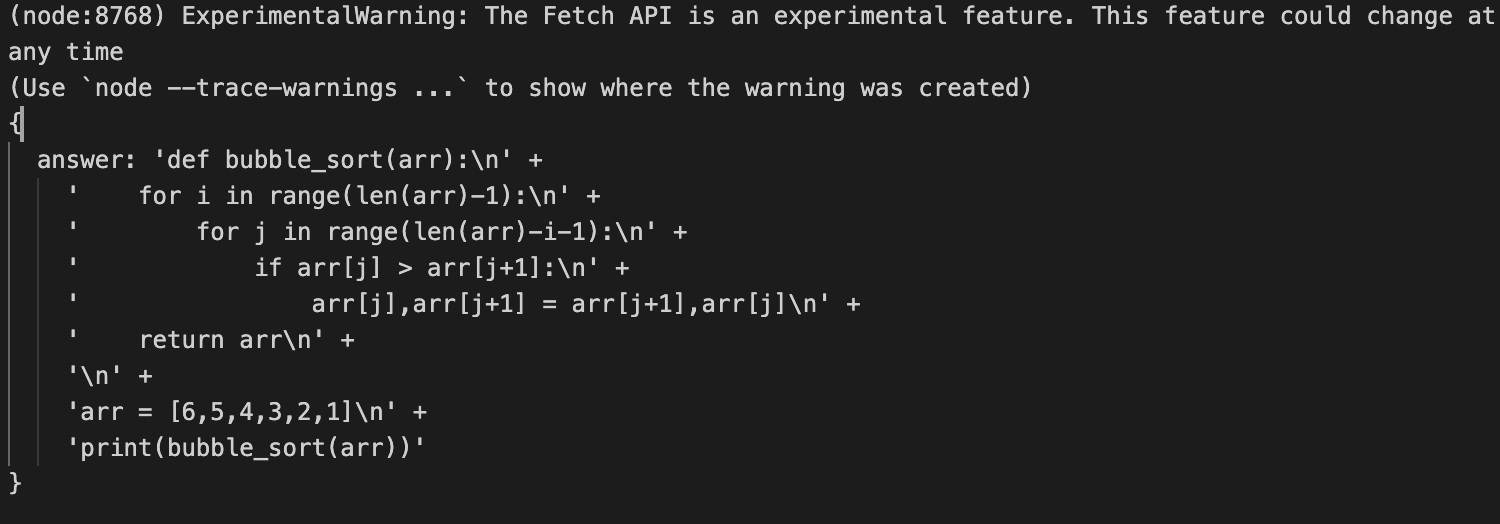 (node:8768) ExperimentalWarning: The Fetch API is an experimental feature. This feature could change at
any time
(Use `node --trace-warnings ...` to show where the warning was created)
{
  answer: 'def bubble_sort(arr):\n' +
    '    for i in range(len(arr)-1):\n' +
    '        for j in range(len(arr)-i-1):\n' +
    '            if arr[j] > arr[j+1]:\n' +
    '                arr[j],arr[j+1] = arr[j+1],arr[j]\n' +
    '    return arr\n' +
    '\n' +
    'arr = [6,5,4,3,2,1]\n' +
    'print(bubble_sort(arr))'
}